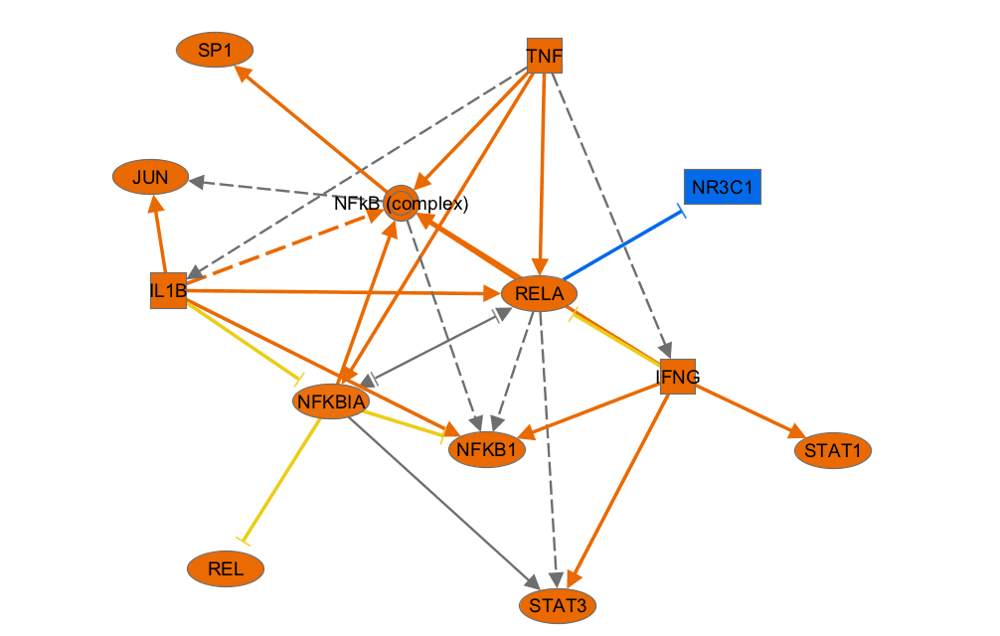 SP1
TNF
JUN
NR3C1
NFkB (complex)
IL1B
RELA
IFNG
NFKBIA
NFKB1
STAT1
REL
STAT3